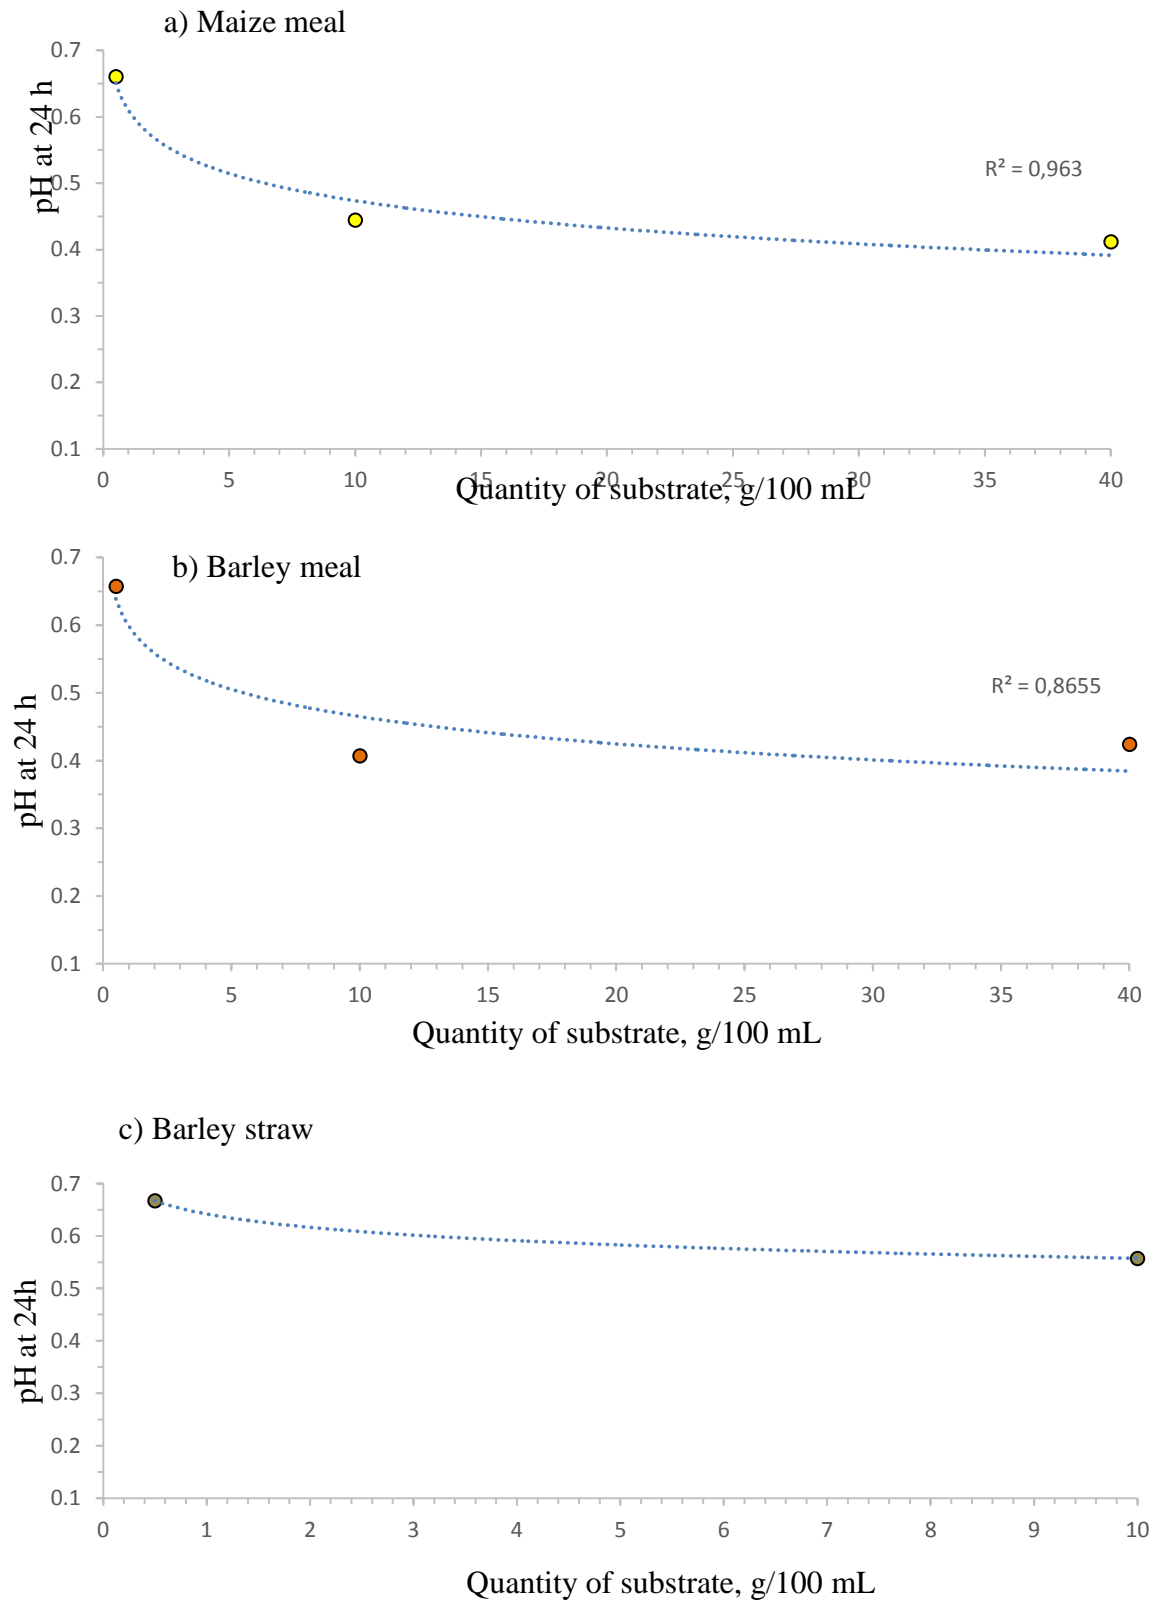 a) Maize meal
0.7
0.6
0.5
0.4
0.3
0.2
0.1
pH at 24 h
R² = 0,963
0 5 10 15 20 25 30 35 40
Quantity of substrate, g/100 mL
b) Barley meal
0.7
0.6
0.5
0.4
0.3
0.2
0.1
pH at 24 h
R² = 0,8655
0 5 10 15 20 25 30 35 40
Quantity of substrate, g/100 mL
c) Barley straw
0.7
0.6
0.5
0.4
0.3
0.2
0.1
pH at 24h
0 1 2 3 4 5 6 7 8 9 10
Quantity of substrate, g/100 mL